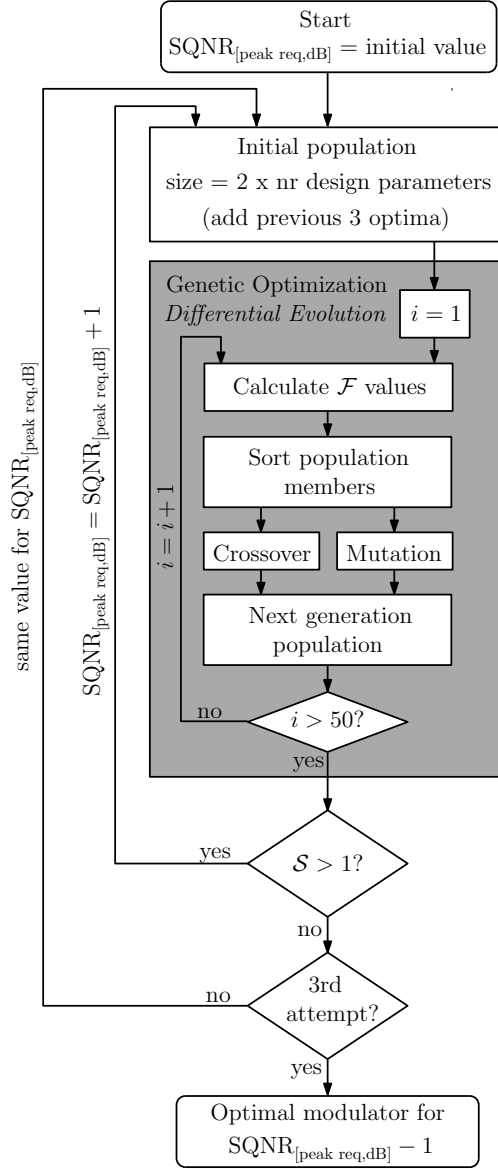 Start
SQNR[peak req,dB] = initial value
Initial population
size = 2 x nr design parameters
(add previous 3 optima)
Genetic Optimization
Differential Evolution
i = 1
Calculate F values
Sort population
members
Crossover
Mutation
Next generation
population
i = i + 1
i > 50?
no
yes
SQNR[peak req,dB] = SQNR[peak req,dB] + 1
same value for SQNR[peak req,dB]
S > 1?
yes
no
3rd
attempt?
no
yes
Optimal modulator for
SQNR[peak req,dB] − 1